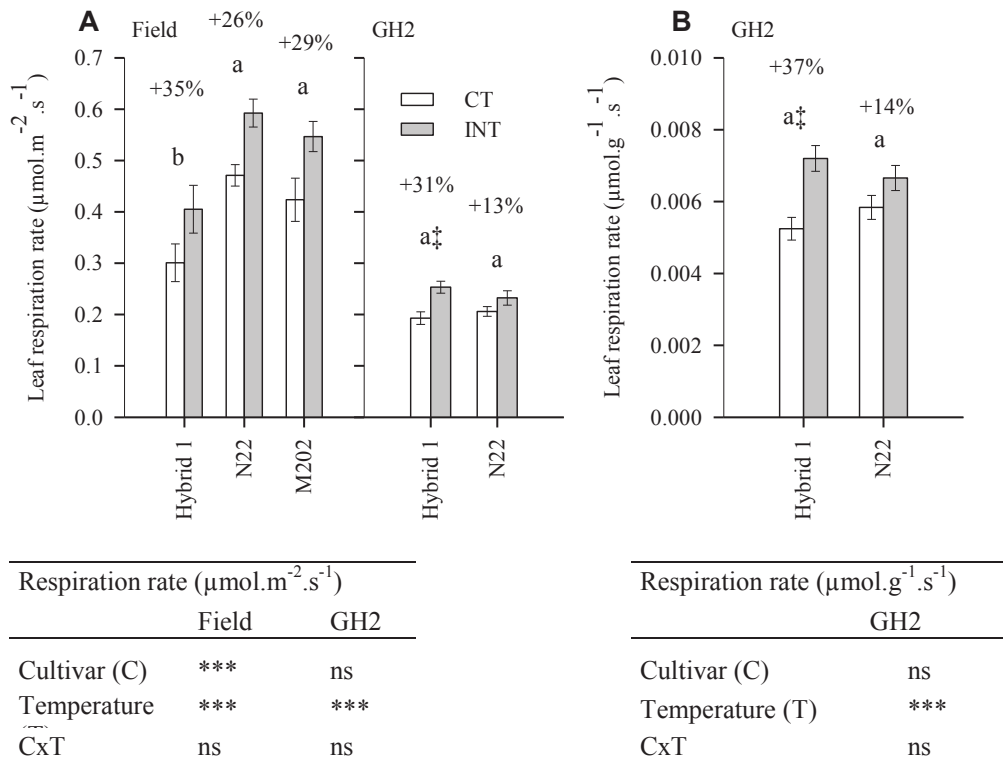 A
Field
GH2
+35%
+26%
+29%
b
a
a
+31%
+13%
a‡
a
CT
INT
Leaf respiration rate (µmol.m-2.s-1)
0.7
0.6
0.5
0.4
0.3
0.2
0.1
0.0
Hybrid 1
N22
M202
Hybrid 1
N22
B
GH2
+37%
+14%
a‡
a
Leaf respiration rate (µmol.g-1.s-1)
0.010
0.008
0.006
0.004
0.002
0.000
Hybrid 1
N22
Respiration rate (µmol.m-2.s-1)
Field GH2
Cultivar (C) *** ns
Temperature *** ***
CxT ns ns
Respiration rate (µmol.g-1.s-1)
GH2
Cultivar (C) ns
Temperature (T) ***
CxT ns